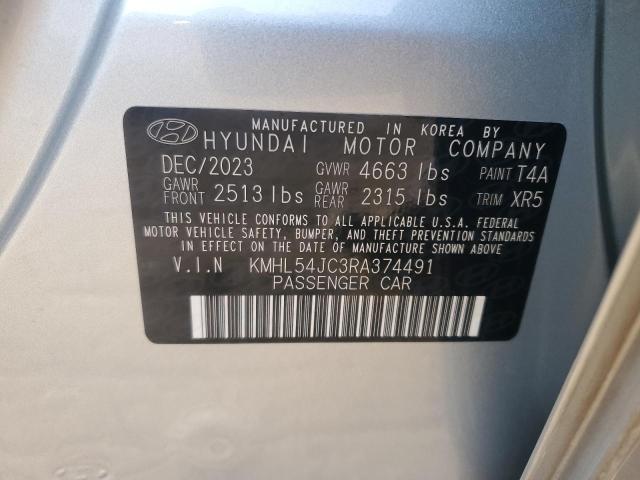 MANUFACTURED IN KOREA BY
HYUNDAI MOTOR COMPANY
DEC/2023 GVWR 4663 lbs PAINT T4A
GAWR FRONT 2513 lbs GAWR REAR 2315 lbs TRIM XR5
THIS VEHICLE CONFORMS TO ALL APPLICABLE U.S.A. FEDERAL
MOTOR VEHICLE SAFETY, BUMPER, AND THEFT PREVENTION STANDARDS
IN EFFECT ON THE DATE OF MANUFACTURE SHOWN ABOVE
V.I.N KMHL54JC3RA374491
PASSENGER CAR